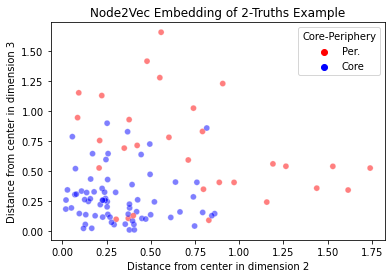 Node2Vec Embedding of 2-Truths Example
Core-Periphery
Per.
Core
Distance from center in dimension 3
1.50
1.25
1.00
0.75
0.50
0.25
0.00
0.00 0.25 0.50 0.75 1.00 1.25 1.50 1.75
Distance from center in dimension 2